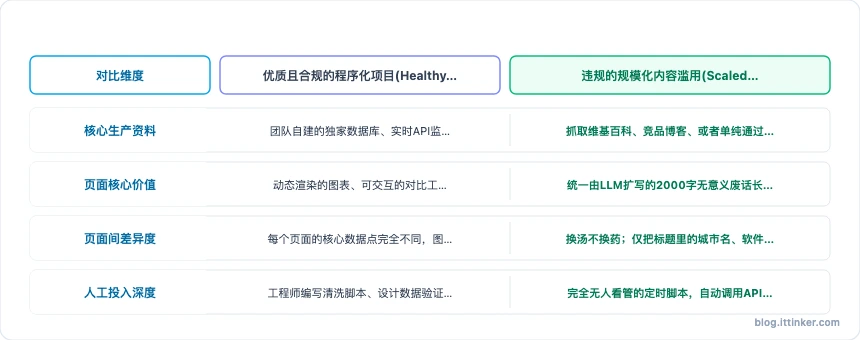 对比维度
优质且合规的程序化项目(Healthy...
违规的规模化内容滥用(Scaled...
核心生产资料
团队自建的独家数据库、实时API监...
抓取维基百科、竞品博客、或者单纯通过...
页面核心价值
动态渲染的图表、可交互的对比工...
统一由LLM扩写的2000字无意义废话长...
页面间差异度
每个页面的核心数据点完全不同，图...
换汤不换药；仅把标题里的城市名、软件...
人工投入深度
工程师编写清洗脚本、设计数据验证...
完全无人看管的定时脚本，自动调用API...
blog.ittinker.com